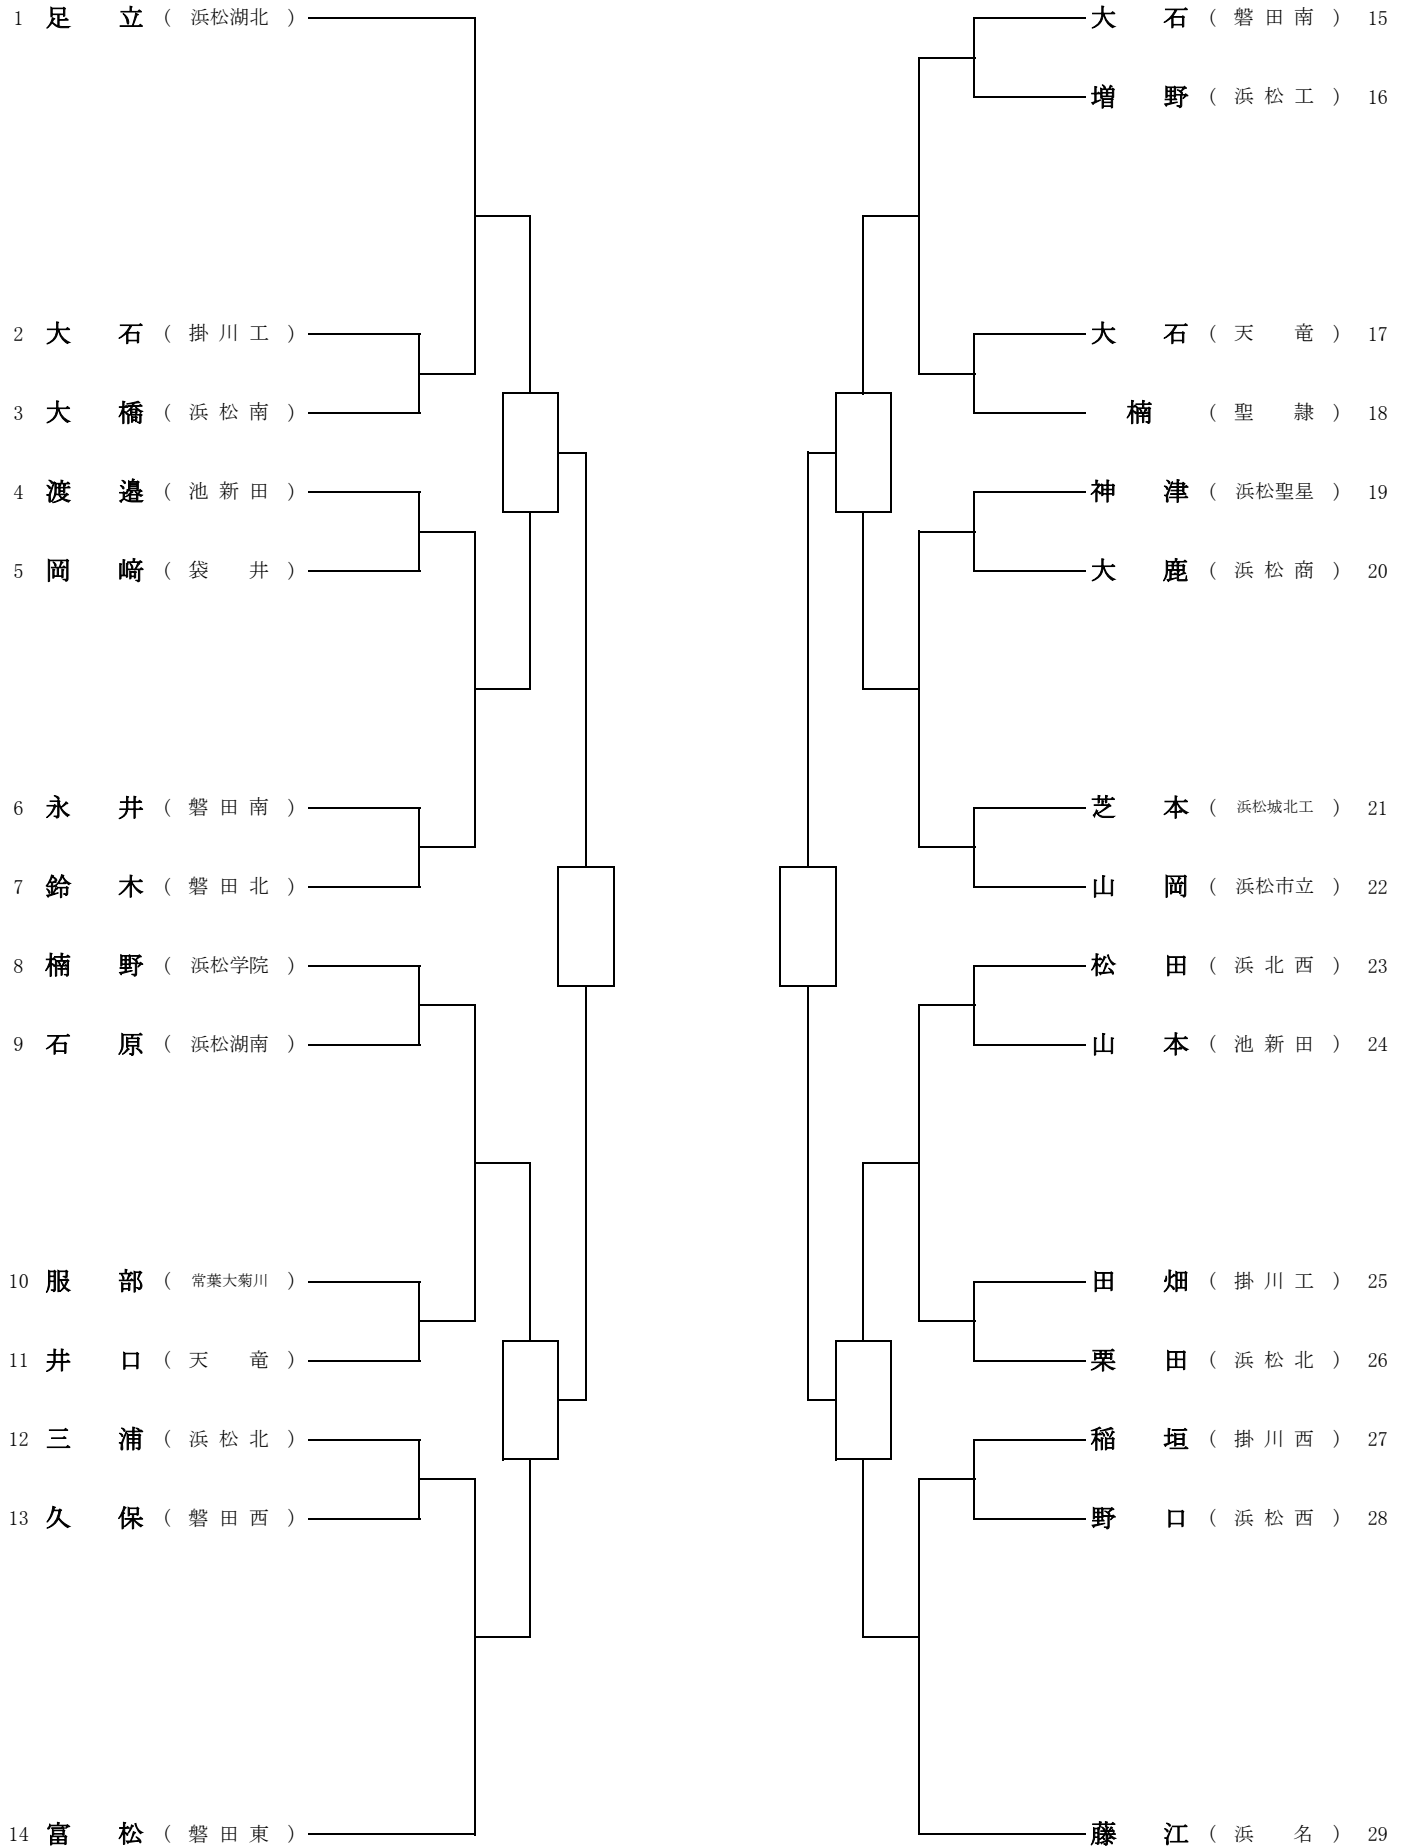 1 足立 （ 浜松湖北 ）
2 大石 （ 掛川工 ）
3 大橋 （ 浜松南 ）
4 渡邉 （ 池新田 ）
5 岡﨑 （ 袋井 ）
6 永井 （ 磐田南 ）
7 鈴木 （ 磐田北 ）
8 楠野 （ 浜松学院 ）
9 石原 （ 浜松湖南 ）
10 服部 （ 常葉大菊川 ）
11 井口 （ 天竜 ）
12 三浦 （ 浜松北 ）
13 久保 （ 磐田西 ）
14 富松 （ 磐田東 ）
大石 （ 磐田南 ） 15
増野 （ 浜松工 ） 16
大石 （ 天竜 ） 17
楠 （ 聖隷 ） 18
神津 （ 浜松聖星 ） 19
大鹿 （ 浜松商 ） 20
芝本 （ 浜松城北工 ） 21
山岡 （ 浜松市立 ） 22
松田 （ 浜北西 ） 23
山本 （ 池新田 ） 24
田畑 （ 掛川工 ） 25
栗田 （ 浜松北 ） 26
稲垣 （ 掛川西 ） 27
野口 （ 浜松西 ） 28
藤江 （ 浜名 ） 29